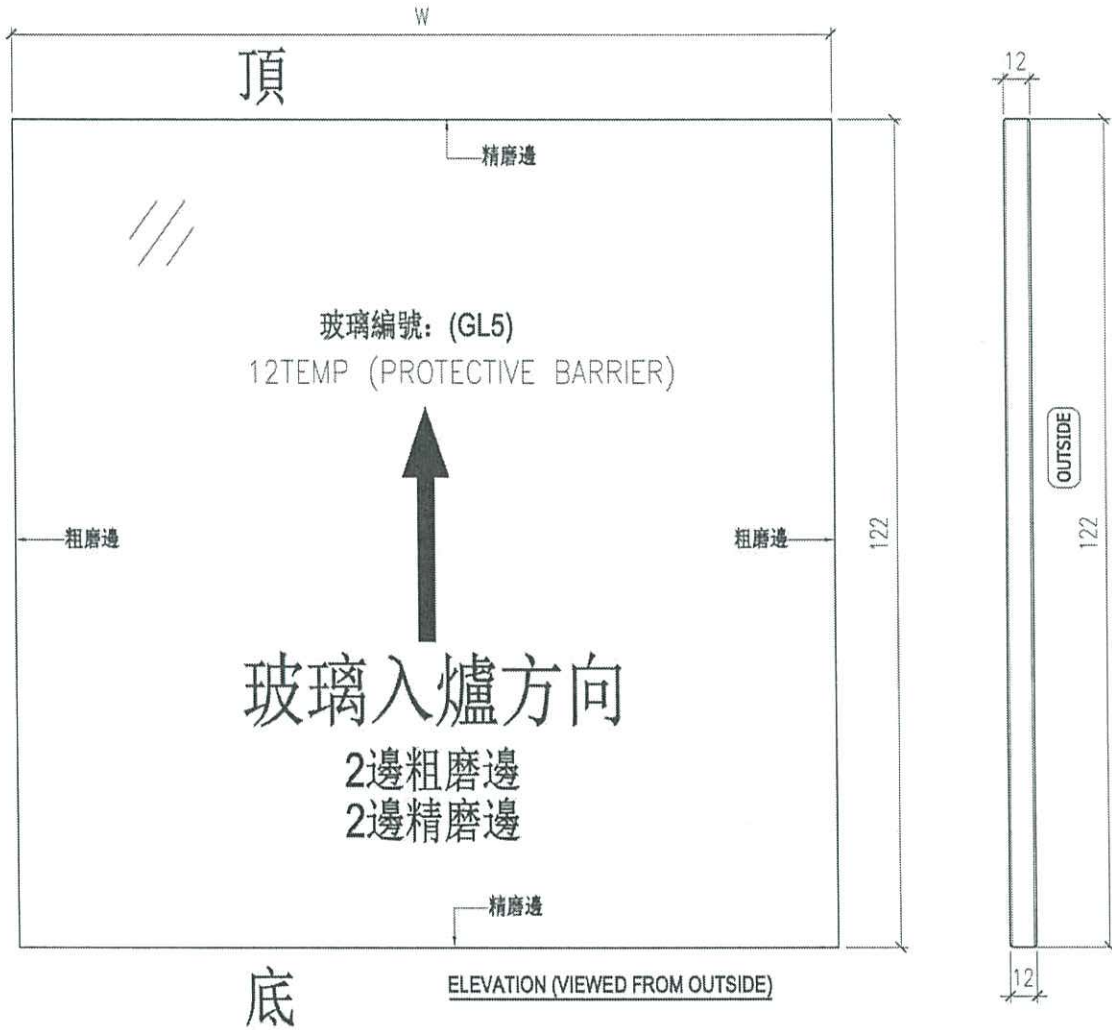 W
頂
12
精磨邊
玻璃編號：(GL5)
12TEMP (PROTECTIVE BARRIER)
OUTSIDE
粗磨邊
粗磨邊
122
122
玻璃入爐方向
2邊粗磨邊
2邊精磨邊
精磨邊
底
ELEVATION (VIEWED FROM OUTSIDE)
12